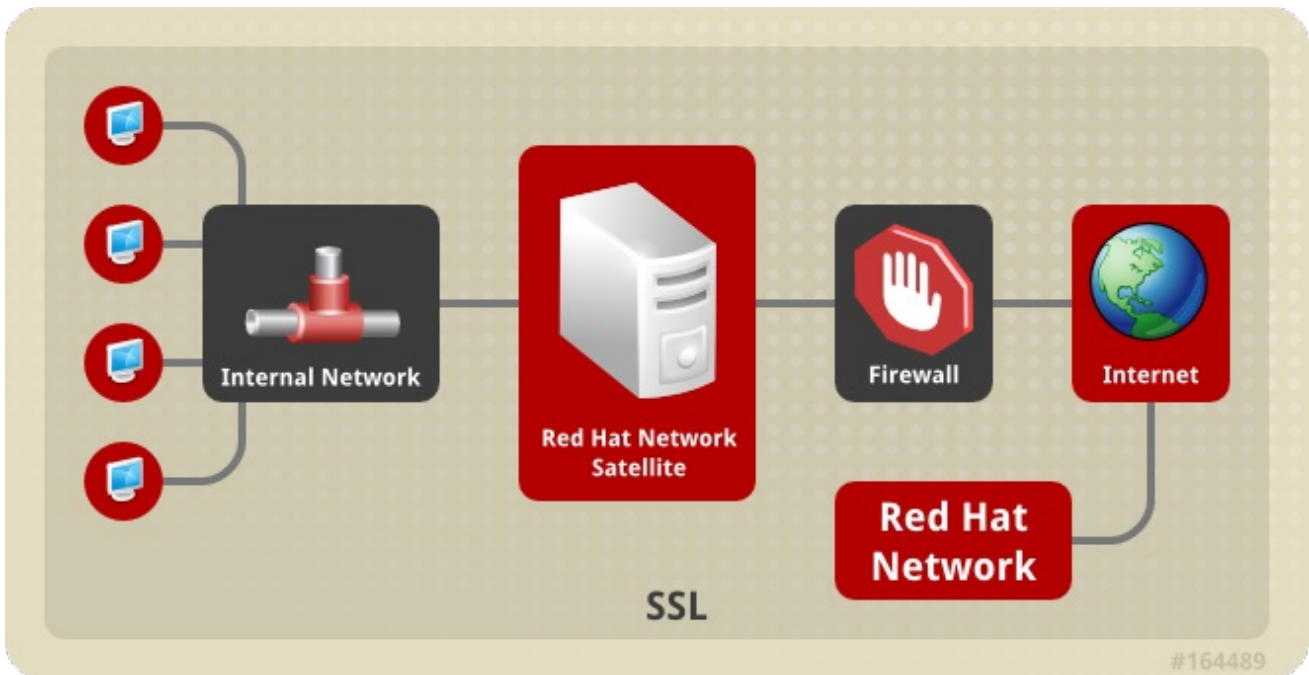 Internal Network
Red Hat Network
Satellite
Firewall
Internet
Red Hat
Network
SSL
#164489